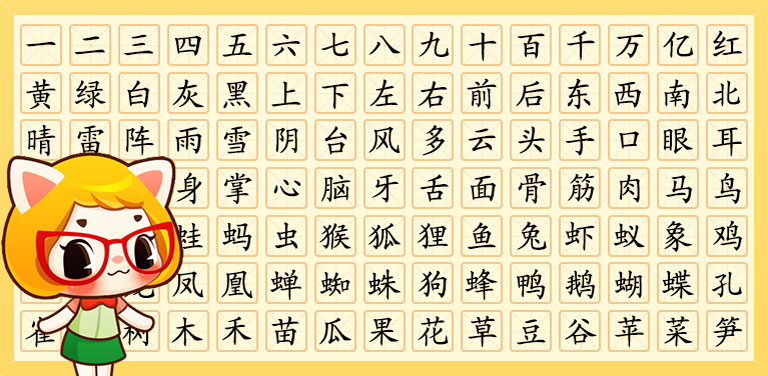 一 二 三 四 五 六 七 八 九 十 百 千 万 亿 红
黄 绿 白 灰 黑 上 下 左 右 前 后 东 西 南 北
晴 雷 阵 雨 雪 阴 台 风 多 云 头 手 口 眼 耳
身 掌 心 脑 牙 舌 面 骨 筋 肉 马 鸟
蛙 蚂 虫 猴 狐 狸 鱼 兔 虾 蚁 象 鸡
凤 凰 蝉 蜘 蛛 狗 蜂 鸭 鹅 蝴 蝶 孔
雀 树 木 禾 苗 瓜 果 花 草 豆 谷 苹 菜 笋